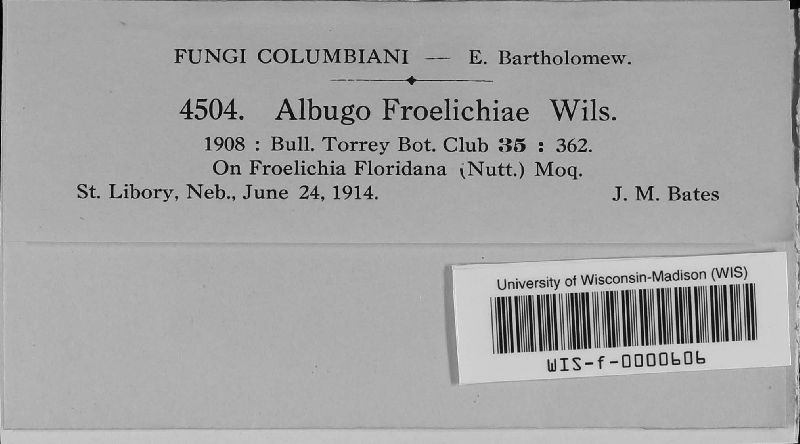 FUNGI COLUMBIANI — E. Bartholomew.
4504. Albugo Froelichiae Wils.
1908 : Bull. Torrey Bot. Club 35 : 362.
On Froelichia Floridana (Nutt.) Moq.
St. Libory, Neb., June 24, 1914. J. M. Bates
University of Wisconsin-Madison (WIS)
WIS-f-0000606